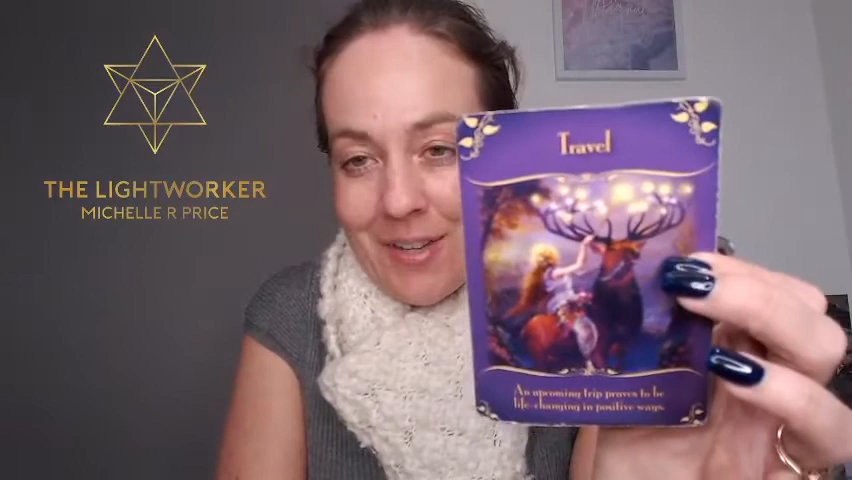 THE LIGHTWORKER
MICHELLE R PRICE
Travel
An upcoming trip proves to be
life-changing in positive ways.